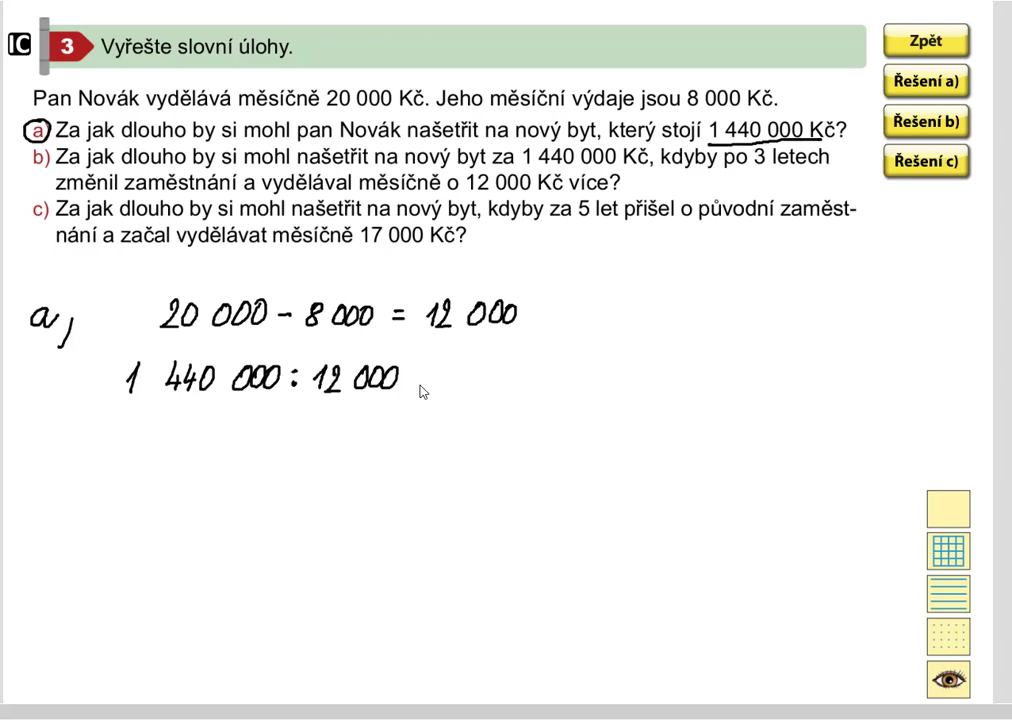 IC 3 Vyřešte slovní úlohy.
Zpět
Řešení a)
Řešení b)
Řešení c)
Pan Novák vydělává měsíčně 20 000 Kč. Jeho měsíční výdaje jsou 8 000 Kč.
a) Za jak dlouho by si mohl pan Novák našetřit na nový byt, který stojí 1 440 000 Kč?
b) Za jak dlouho by si mohl našetřit na nový byt za 1 440 000 Kč, kdyby po 3 letech
změnil zaměstnání a vydělával měsíčně o 12 000 Kč více?
c) Za jak dlouho by si mohl našetřit na nový byt, kdyby za 5 let přišel o původní zaměst-
nání a začal vydělávat měsíčně 17 000 Kč?
a) 20 000 - 8 000 = 12 000
1 440 000 : 12 000